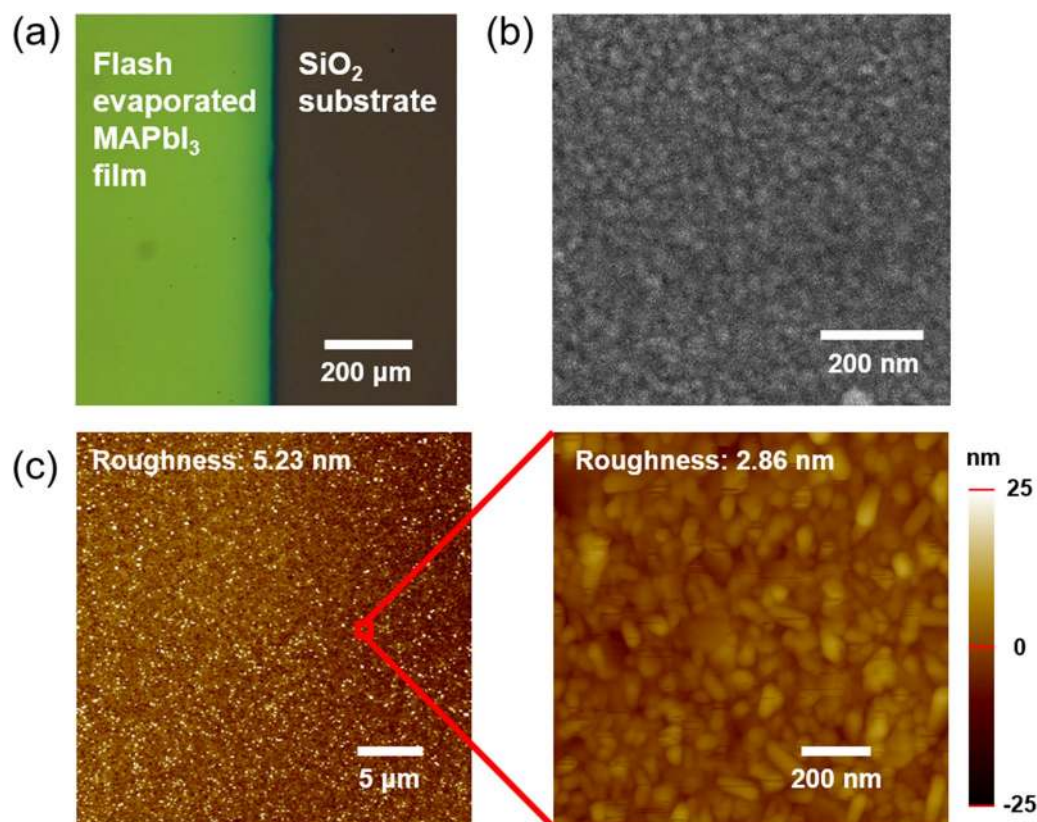 (a)
Flash
evaporated
MAPbI₃
film
SiO₂
substrate
200 µm
(b)
200 nm
(c)
Roughness: 5.23 nm
5 µm
Roughness: 2.86 nm
200 nm
nm
25
0
-25